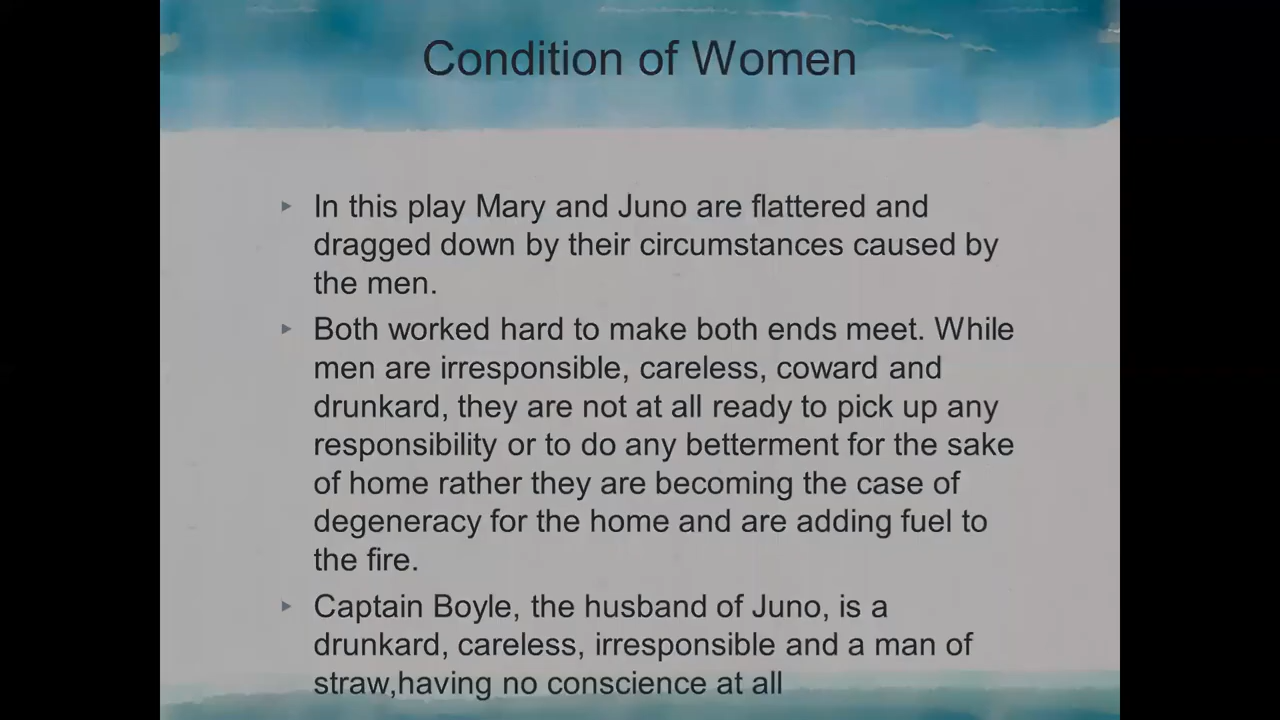 Condition of Women
In this play Mary and Juno are flattered and
dragged down by their circumstances caused by
the men.
Both worked hard to make both ends meet. While
men are irresponsible, careless, coward and
drunkard, they are not at all ready to pick up any
responsibility or to do any betterment for the sake
of home rather they are becoming the case of
degeneracy for the home and are adding fuel to
the fire.
Captain Boyle, the husband of Juno, is a
drunkard, careless, irresponsible and a man of
straw,having no conscience at all